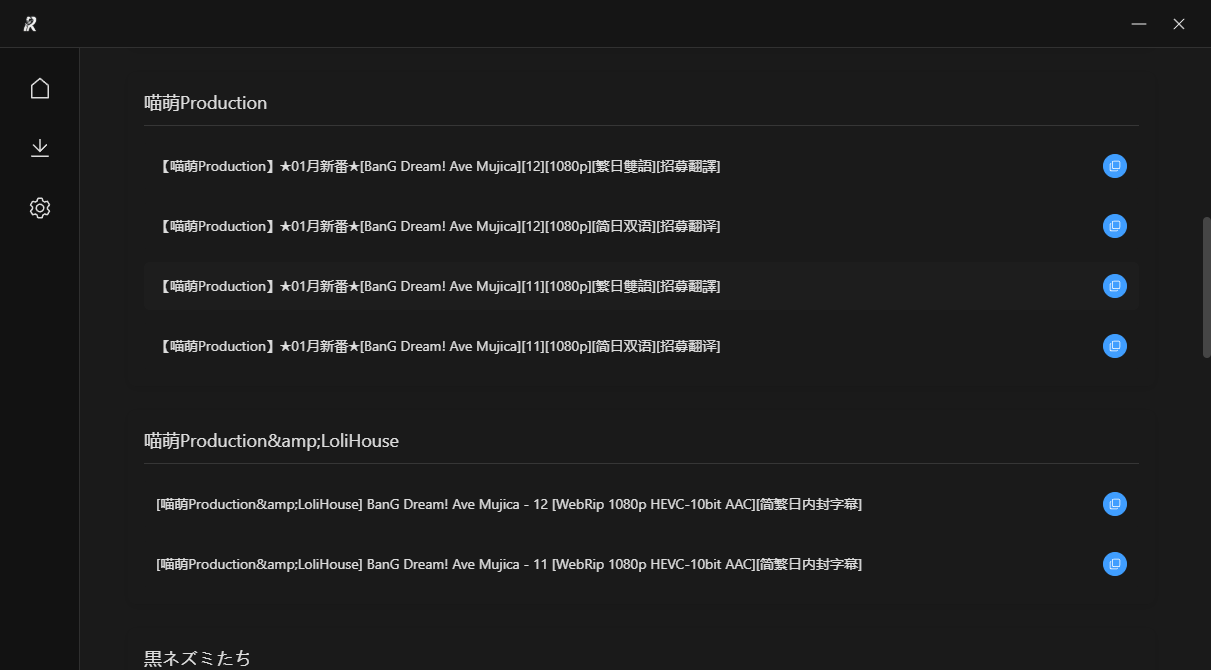 喵萌Production
【喵萌Production】★01月新番★[BanG Dream! Ave Mujica][12][1080p][繁日雙語][招募翻譯]
【喵萌Production】★01月新番★[BanG Dream! Ave Mujica][12][1080p][简日双语][招募翻译]
【喵萌Production】★01月新番★[BanG Dream! Ave Mujica][11][1080p][繁日雙語][招募翻譯]
【喵萌Production】★01月新番★[BanG Dream! Ave Mujica][11][1080p][简日双语][招募翻译]
喵萌Production&amp;LoliHouse
[喵萌Production&amp;LoliHouse] BanG Dream! Ave Mujica - 12 [WebRip 1080p HEVC-10bit AAC][简繁日内封字幕]
[喵萌Production&amp;LoliHouse] BanG Dream! Ave Mujica - 11 [WebRip 1080p HEVC-10bit AAC][简繁日内封字幕]
黒ネズミたち